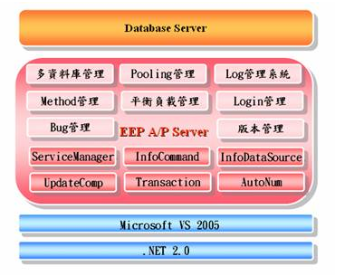 Database Server
多資料庫管理 Pooling管理 Log管理系統
Method管理 平衡負載管理 Login管理
Bug管理 EEP A/P Server 版本管理
ServiceManager InfoCommand InfoDataSource
UpdateComp Transaction AutoNum
Microsoft VS 2005
.NET 2.0